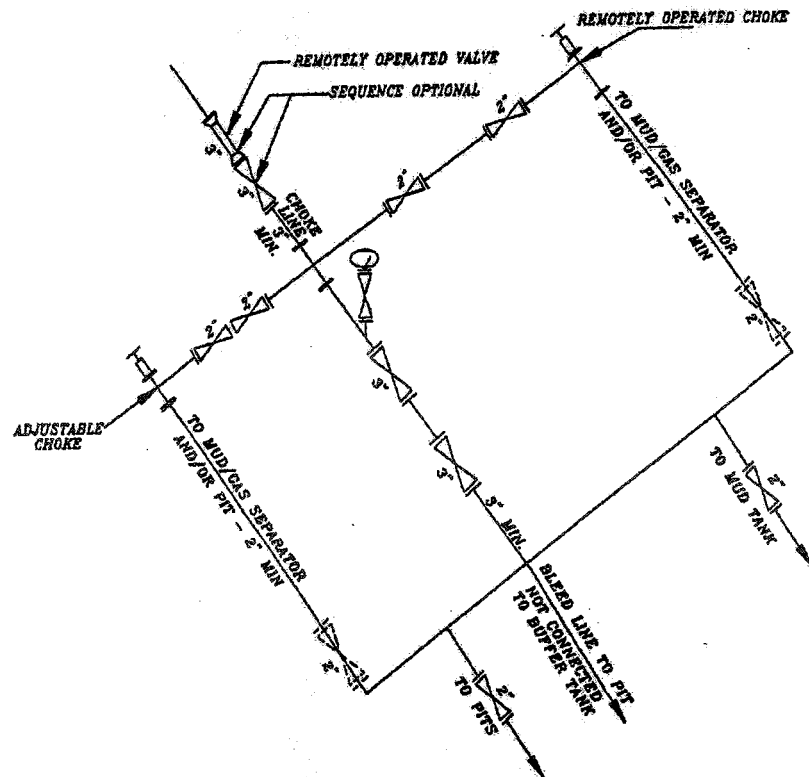 REMOTELY OPERATED CHOKE
REMOTELY OPERATED VALVE
SEQUENCE OPTIONAL
3"
3"
CHOKE
LINE
3"
MIN.
2"
2"
TO MUD/GAS SEPARATOR
AND/OR PIT - 2" MIN
2"
2"
2"
3"
3"
3" MIN.
ADJUSTABLE
CHOKE
TO MUD/GAS SEPARATOR
AND/OR PIT - 2" MIN
2"
2"
TO MUD TANK
BLEED LINE TO PIT
NOT CONNECTED
TO BUFFER TANK
2"
TO PITS